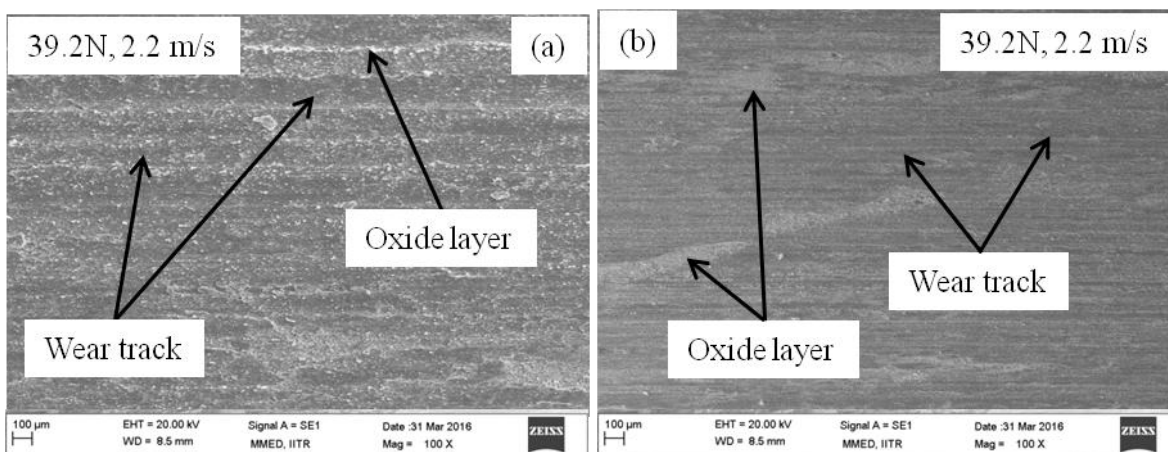 39.2N, 2.2 m/s
(a)
Oxide layer
Wear track
100 µm
EHT = 20.00 kV
Signal A = SE1
Date :31 Mar 2016
WD = 8.5 mm
MMED, IITR
Mag = 100 X
ZEISS
(b)
39.2N, 2.2 m/s
Wear track
Oxide layer
100 µm
EHT = 20.00 kV
Signal A = SE1
Date :31 Mar 2016
WD = 8.5 mm
MMED, IITR
Mag = 100 X
ZEISS